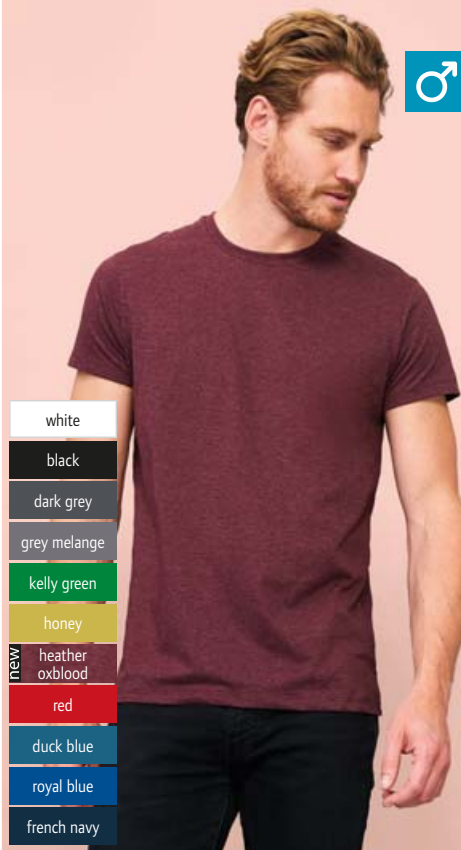 white
black
dark grey
grey melange
kelly green
honey
new
heather
oxblood
red
duck blue
royal blue
french navy